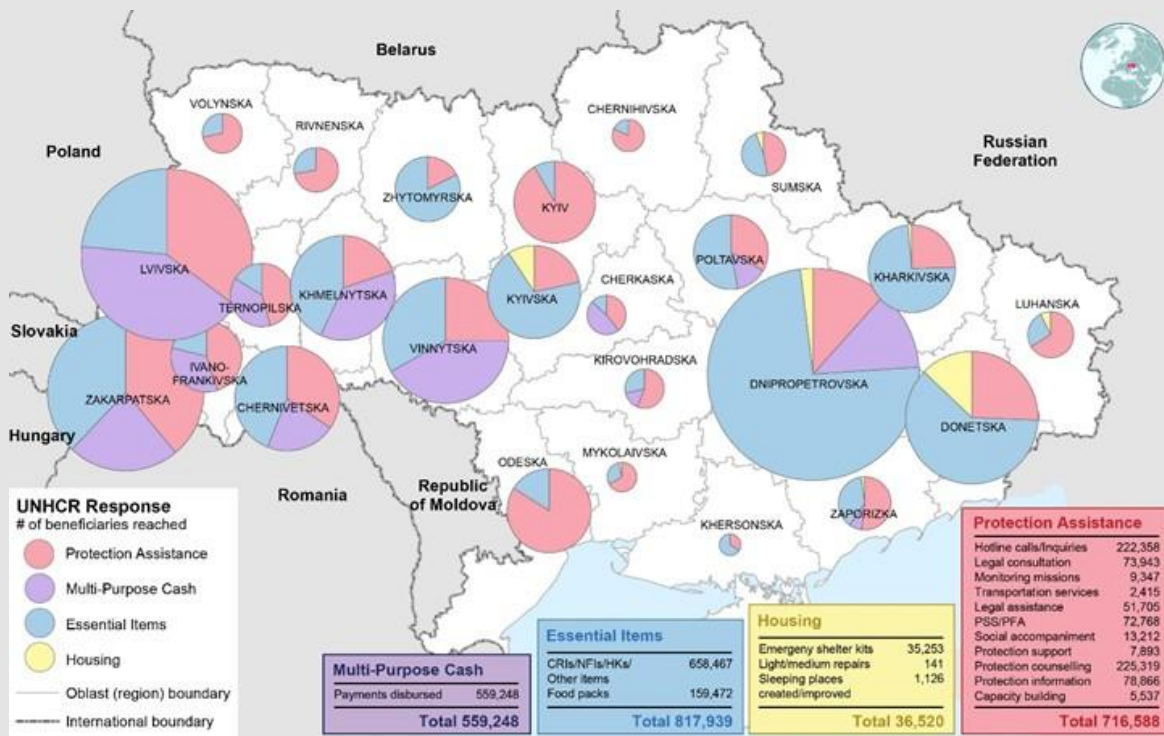 Belarus
VOLYNSKA
CHERNIHIVSKA
RIVNENSKA
Poland
Russian
Federation
ZHYTOMYRSKA
SUMSKA
KYIV
LVIVSKA
POLTAVSKA
KHARKIVSKA
KHMELNYTSKA
TERNOPILSKA
KYIVSKA
CHERKASKA
LUHANSKA
Slovakia
VINNYTSKA
IVANO-
FRANKIVSKA
KIROVOHRADSKA
DNIPROPETROVSKA
ZAKARPATSKA
CHERNIVETSKA
DONETSKA
Hungary
MYKOLAIVSKA
ODESKA
Romania
Republic
of Moldova
KHERSONSKA
ZAPORIZKA
UNHCR Response
# of beneficiaries reached
Protection Assistance
Multi-Purpose Cash
Essential Items
Housing
Oblast (region) boundary
International boundary
Multi-Purpose Cash
Payments disbursed 559,248
Total 559,248
Essential Items
CRIs/NFIs/HKs/ 658,467
Other items
Food packs 159,472
Total 817,939
Housing
Emergeny shelter kits 35,253
Light/medium repairs 141
Sleeping places 1,126
created/improved
Total 36,520
Protection Assistance
Hotline calls/Inquiries 222,358
Legal consultation 73,943
Monitoring missions 9,347
Transportation services 2,415
Legal assistance 51,705
PSS/PFA 72,768
Social accompaniment 13,212
Protection support 7,893
Protection counselling 225,319
Protection information 78,866
Capacity building 5,537
Total 716,588